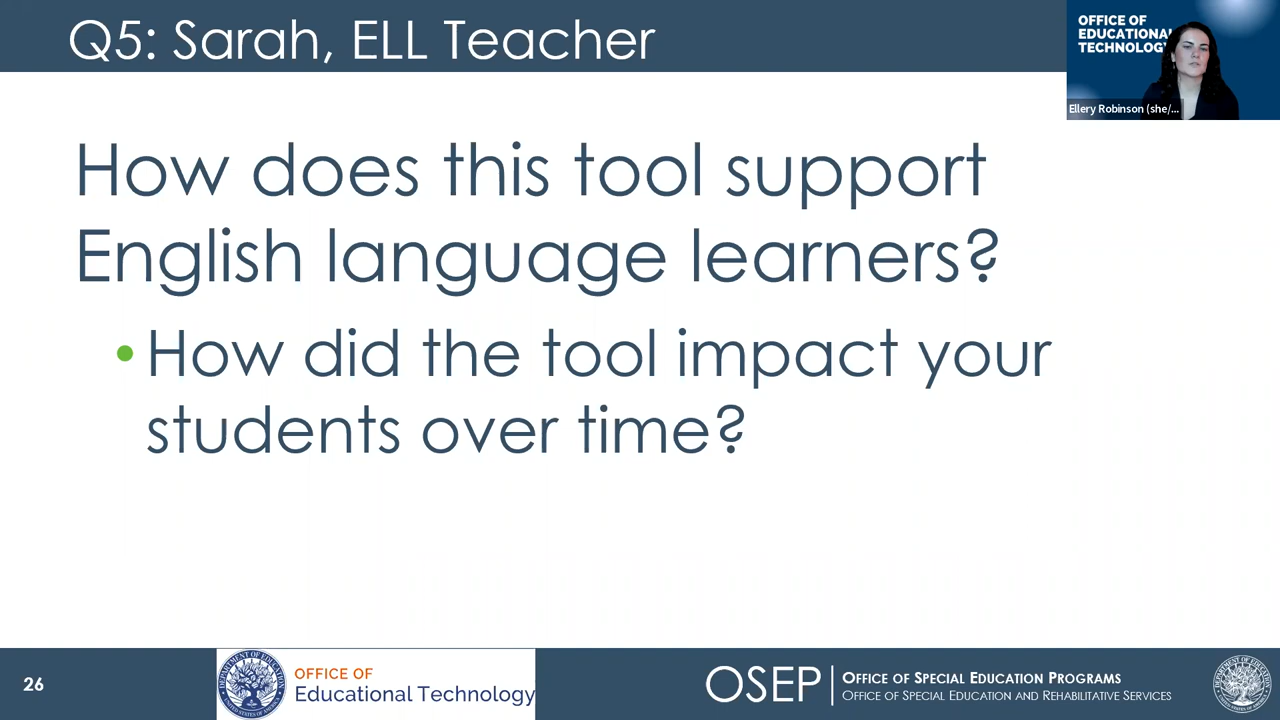 Q5: Sarah, ELL Teacher
OFFICE OF
EDUCATIONAL
TECHNOLOGY
Ellery Robinson (she/...
How does this tool support
English language learners?
• How did the tool impact your
students over time?
26
OFFICE OF
Educational Technology
OSEP
OFFICE OF SPECIAL EDUCATION PROGRAMS
OFFICE OF SPECIAL EDUCATION AND REHABILITATIVE SERVICES